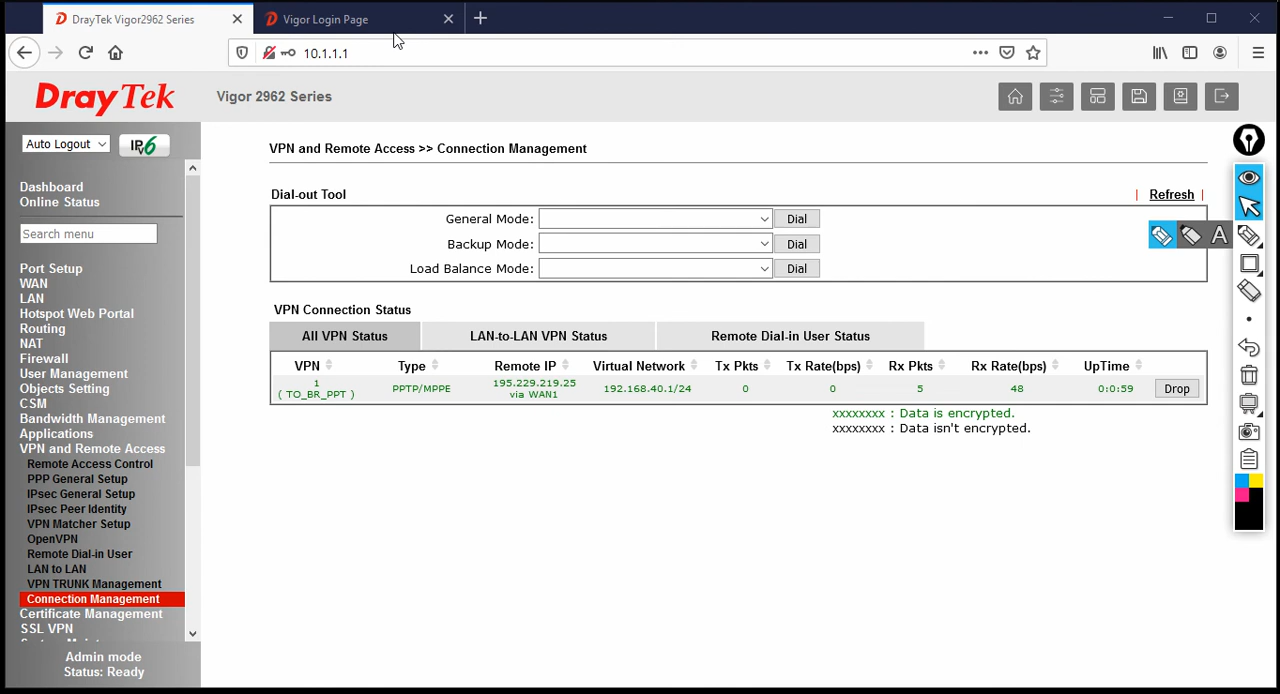 DrayTek Vigor2962 Series
Vigor Login Page
10.1.1.1
DrayTek
Vigor 2962 Series
Auto Logout
IPv6
Dashboard
Online Status
Search menu
Port Setup
WAN
LAN
Hotspot Web Portal
Routing
NAT
Firewall
User Management
Objects Setting
CSM
Bandwidth Management
Applications
VPN and Remote Access
Remote Access Control
PPP General Setup
IPsec General Setup
IPsec Peer Identity
VPN Matcher Setup
OpenVPN
Remote Dial-in User
LAN to LAN
VPN TRUNK Management
Connection Management
Certificate Management
SSL VPN
Admin mode
Status: Ready
VPN and Remote Access >> Connection Management
Dial-out Tool
| Refresh |
General Mode: Dial
Backup Mode: Dial
Load Balance Mode: Dial
VPN Connection Status
All VPN Status LAN-to-LAN VPN Status Remote Dial-in User Status
VPN Type Remote IP Virtual Network Tx Pkts Tx Rate(bps) Rx Pkts Rx Rate(bps) UpTime
1
( TO_BR_PPT ) PPTP/MPPE 195.229.219.25
via WAN1 192.168.40.1/24 0 0 5 48 0:0:59 Drop
xxxxxxxx : Data is encrypted.
xxxxxxxx : Data isn't encrypted.
A